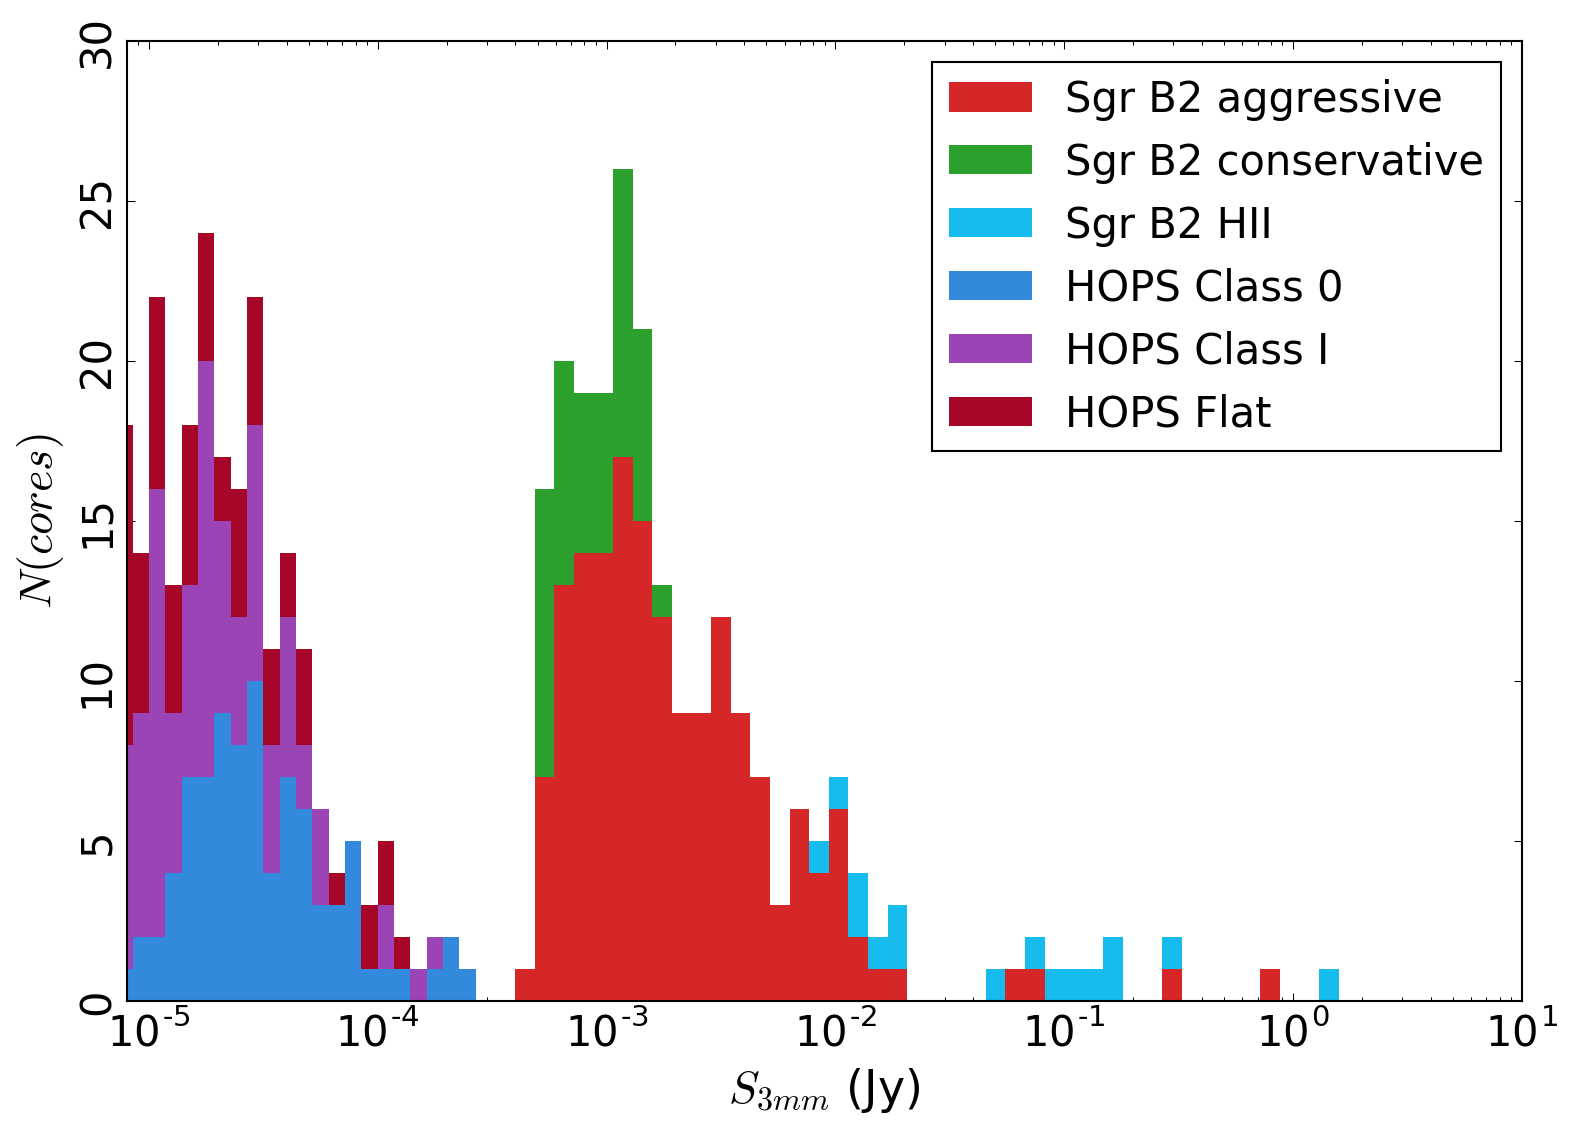 30
25
20
15
10
5
0
N(cores)
Sgr B2 aggressive
Sgr B2 conservative
Sgr B2 HII
HOPS Class 0
HOPS Class I
HOPS Flat
10^-5 10^-4 10^-3 10^-2 10^-1 10^0 10^1
S_3mm (Jy)